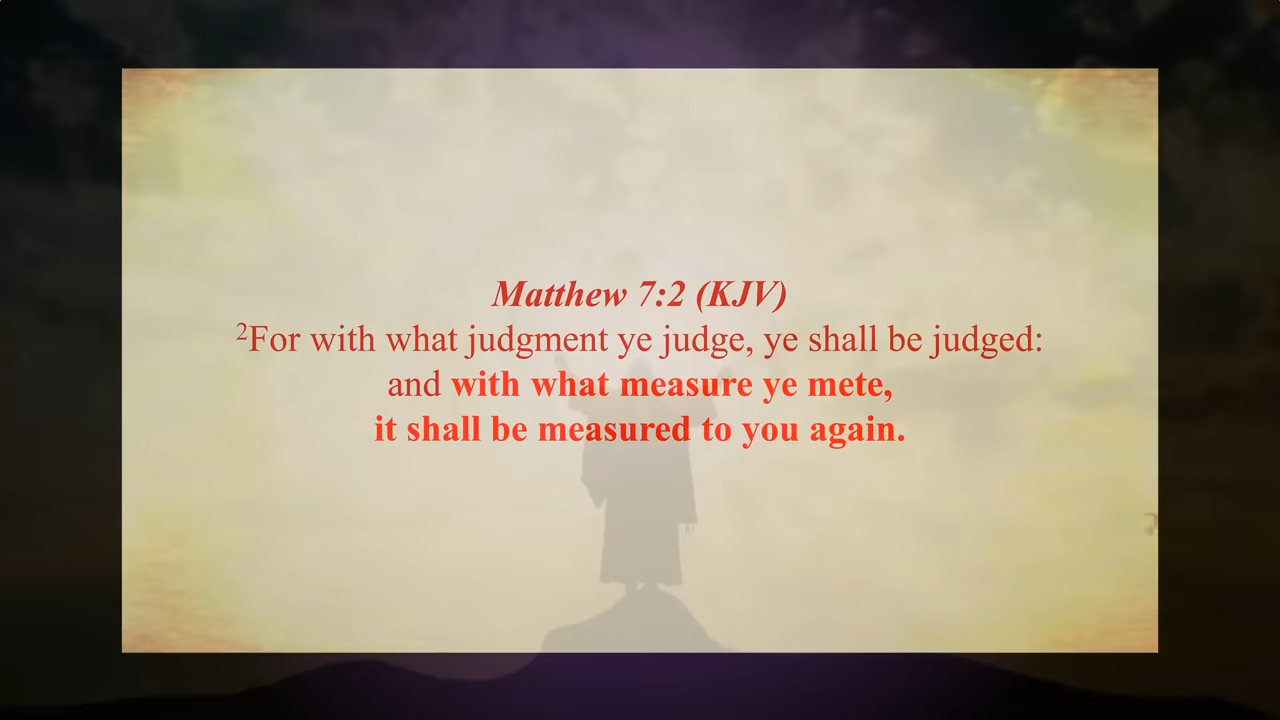 Matthew 7:2 (KJV)
²For with what judgment ye judge, ye shall be judged:
and with what measure ye mete,
it shall be measured to you again.